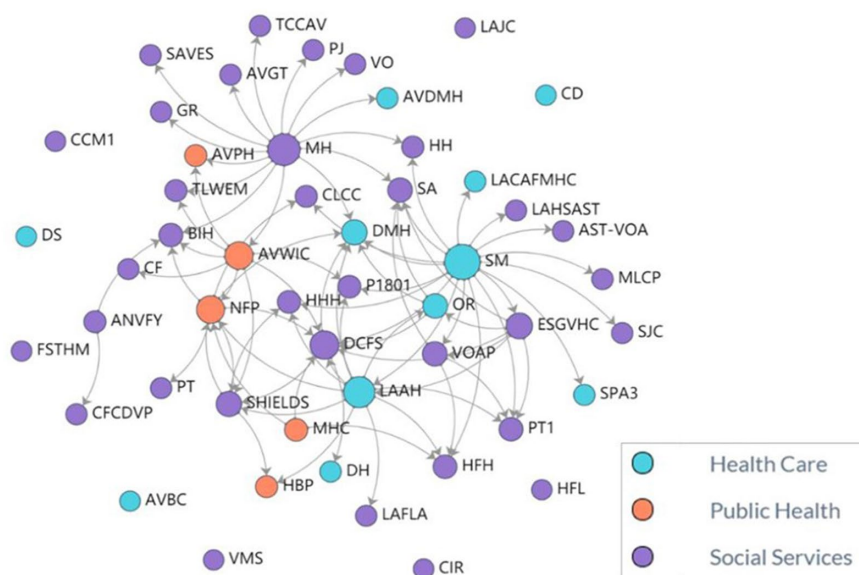 TCCAV
LAJC
PJ
SAVES
VO
AVGT
AVDMH
CD
GR
CCM1
MH
HH
AVPH
LACAFMHC
TLWEM
CLCC
SA
LAHSAST
DS
BIH
DMH
AST-VOA
AVWIC
SM
CF
MLCP
P1801
NFP
HHH
OR
ANVFY
ESGVHC
SJC
FSTHM
DCFS
VOAP
PT
LAAH
SPA3
CFCDVP
SHIELDS
MHC
PT1
DH
HFH
HBP
HFL
AVBC
LAFLA
VMS
CIR
Health Care
Public Health
Social Services